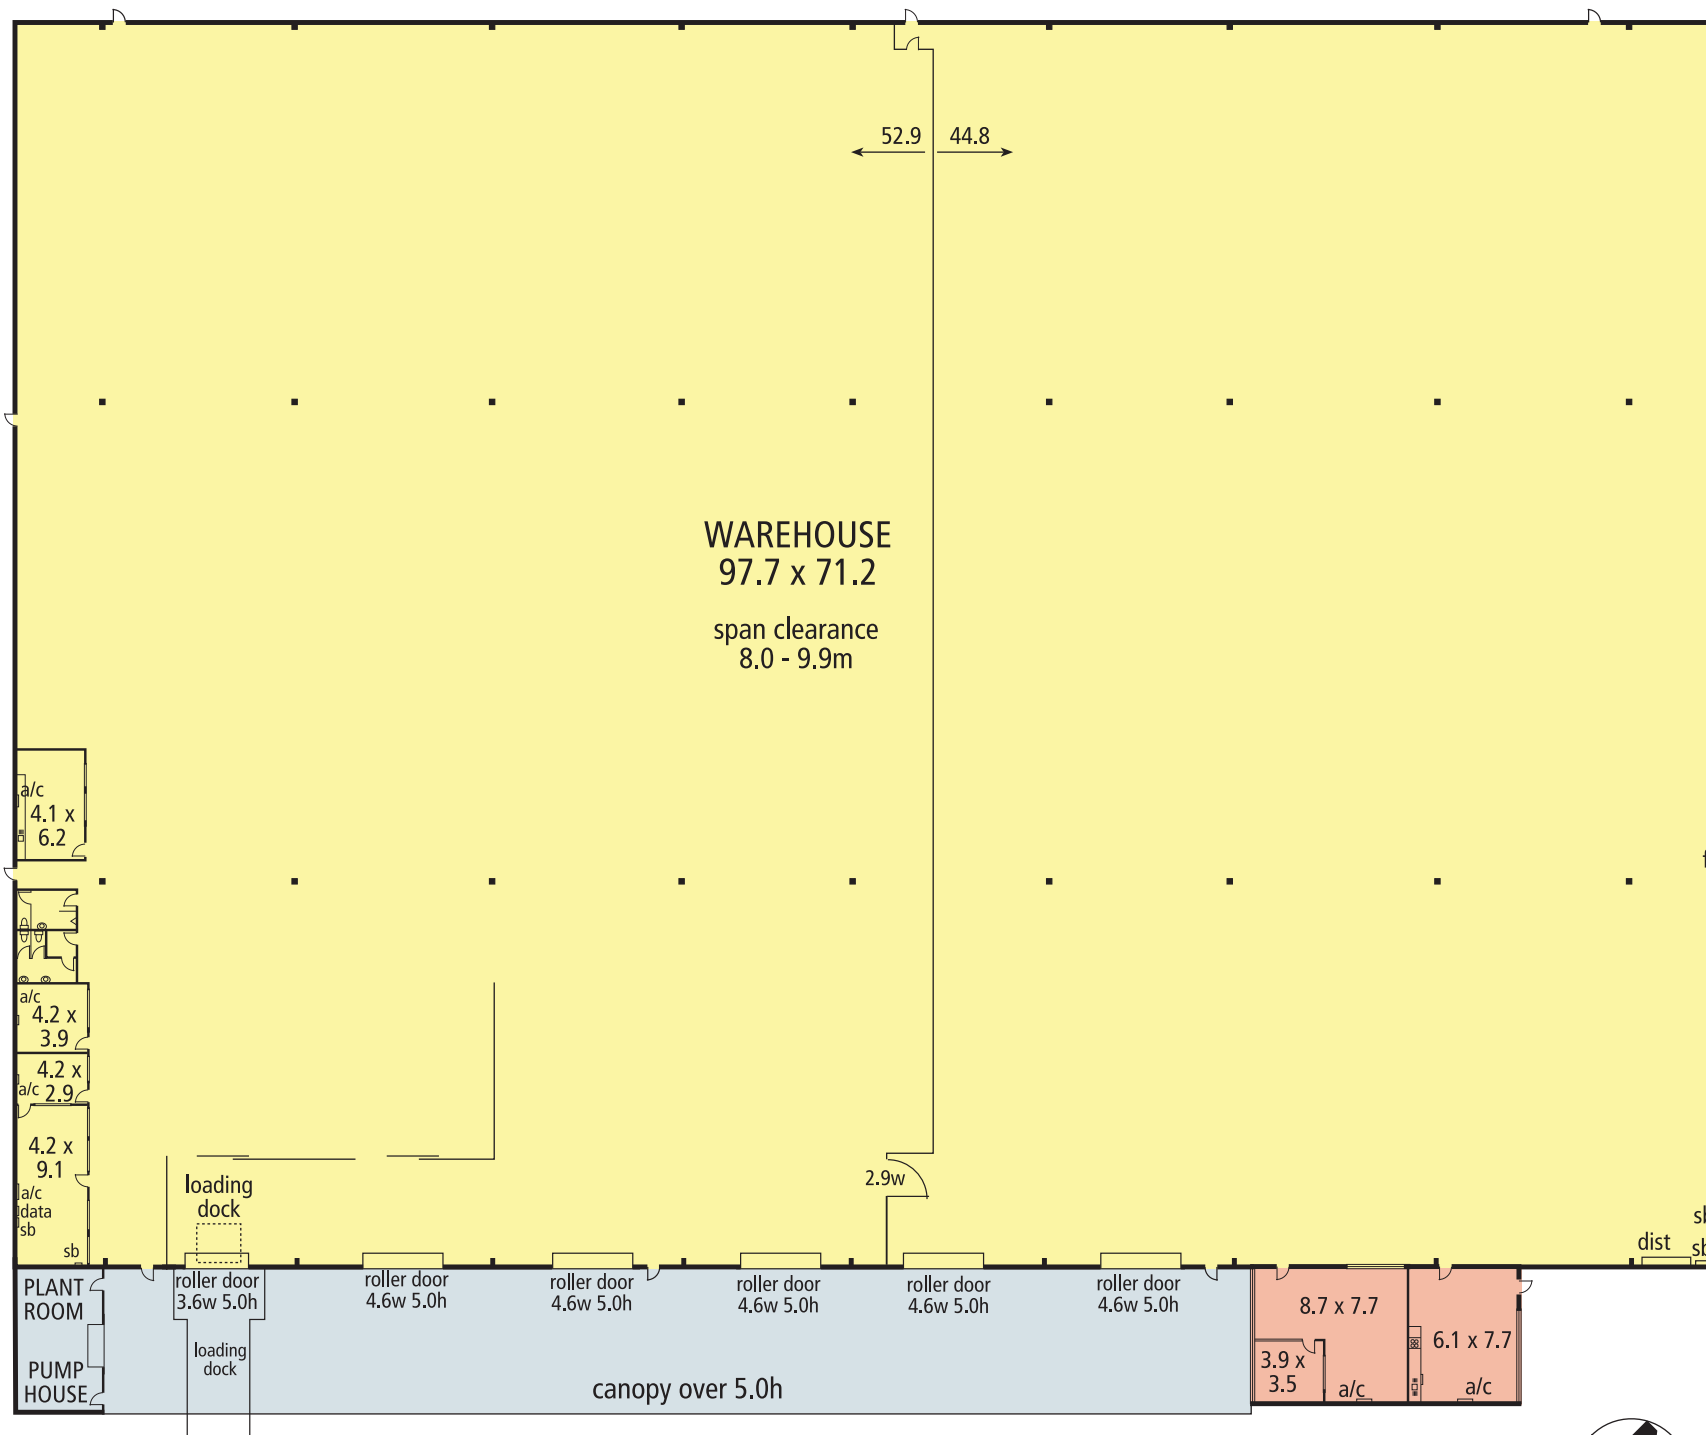 52.9
44.8
WAREHOUSE
97.7 x 71.2
span clearance
8.0 - 9.9m
a/c
4.1 x
6.2
a/c
4.2 x
3.9
4.2 x
a/c 2.9
4.2 x
9.1
a/c
data
sb
sb
loading
dock
2.9w
dist
sb
PLANT
ROOM
PUMP
HOUSE
roller door
3.6w 5.0h
roller door
4.6w 5.0h
roller door
4.6w 5.0h
roller door
4.6w 5.0h
roller door
4.6w 5.0h
roller door
4.6w 5.0h
loading
dock
canopy over 5.0h
8.7 x 7.7
3.9 x
3.5
a/c
6.1 x 7.7
a/c